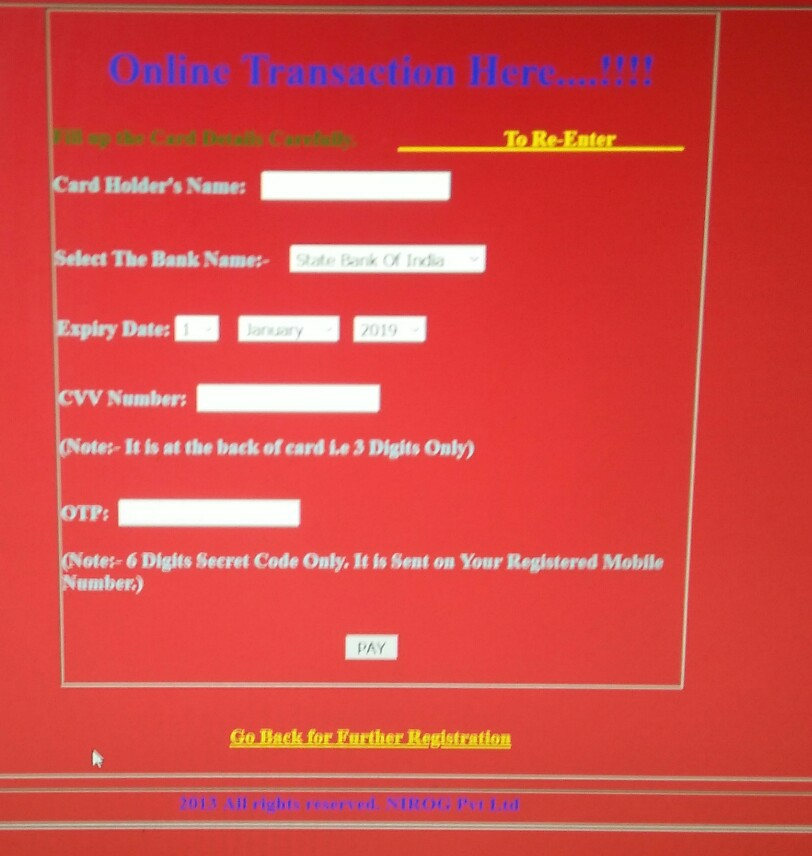 Online Transaction Here....!!!!
Fill up the Card Details Carefully. To Re-Enter
Card Holder's Name:
Select The Bank Name:- State Bank Of India
Expiry Date: 1 January 2019
CVV Number:
(Note:- It is at the back of card i.e 3 Digits Only)
OTP:
(Note:- 6 Digits Secret Code Only. It is Sent on Your Registered Mobile
Number.)
PAY
Go Back for Further Registration
2013 All rights reserved. NIROG Pvt Ltd